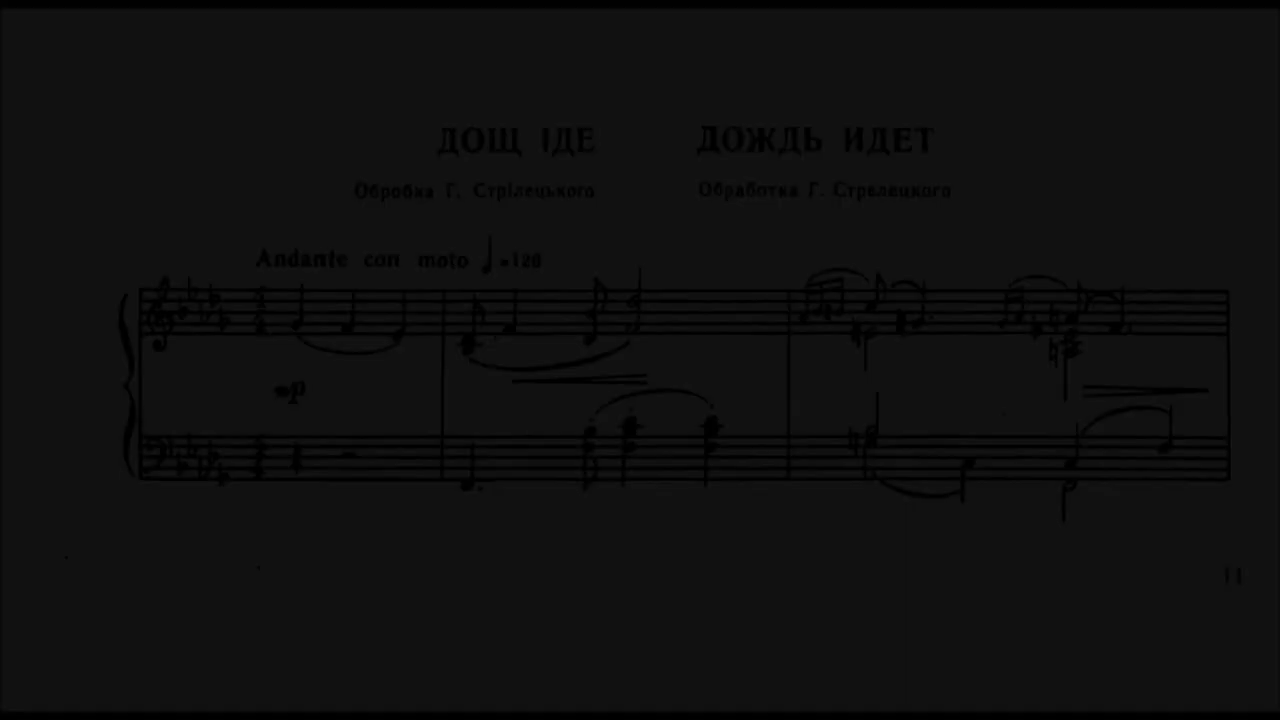 ДОЩ ІДЕ
ДОЖДЬ ИДЕТ
Обробка Г. Стрілецького
Обработка Г. Стрелецкого
Andante con moto ♩=120
mp
11